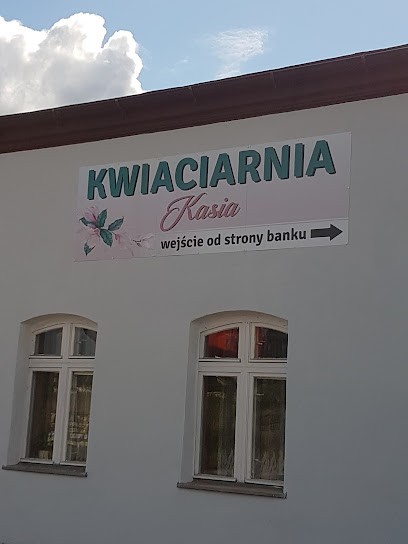 KWIACIARNIA
Kasia
wejście od strony banku